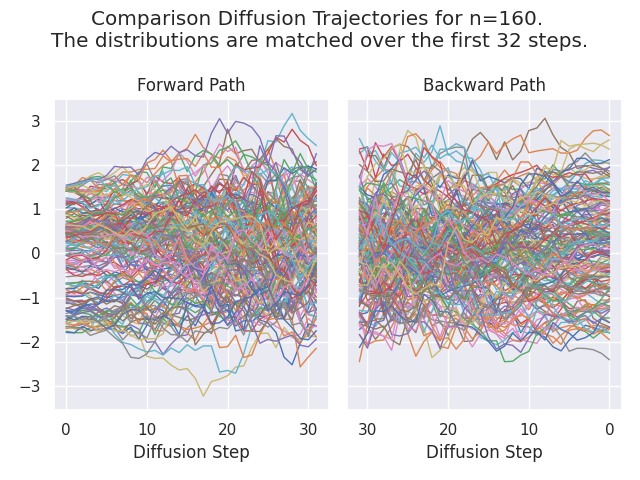 Comparison Diffusion Trajectories for n=160.
The distributions are matched over the first 32 steps.
Forward Path
Backward Path
3
2
1
0
−1
−2
−3
0 10 20 30
30 20 10 0
Diffusion Step
Diffusion Step